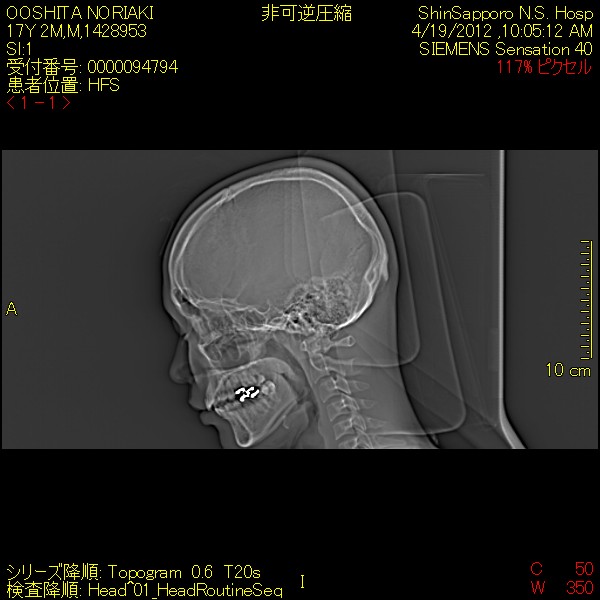 OOSHITA NORIAKI
17Y 2M,M,1428953
SI:1
受付番号: 0000094794
患者位置: HFS
< 1 - 1 >
非可逆圧縮
ShinSapporo N.S. Hosp
4/19/2012 ,10:05:12 AM
SIEMENS Sensation 40
117% ピクセル
A
10 cm
シリーズ降順: Topogram 0.6 T20s
検査降順: Head^01_HeadRoutineSeq
I
C 50
W 350